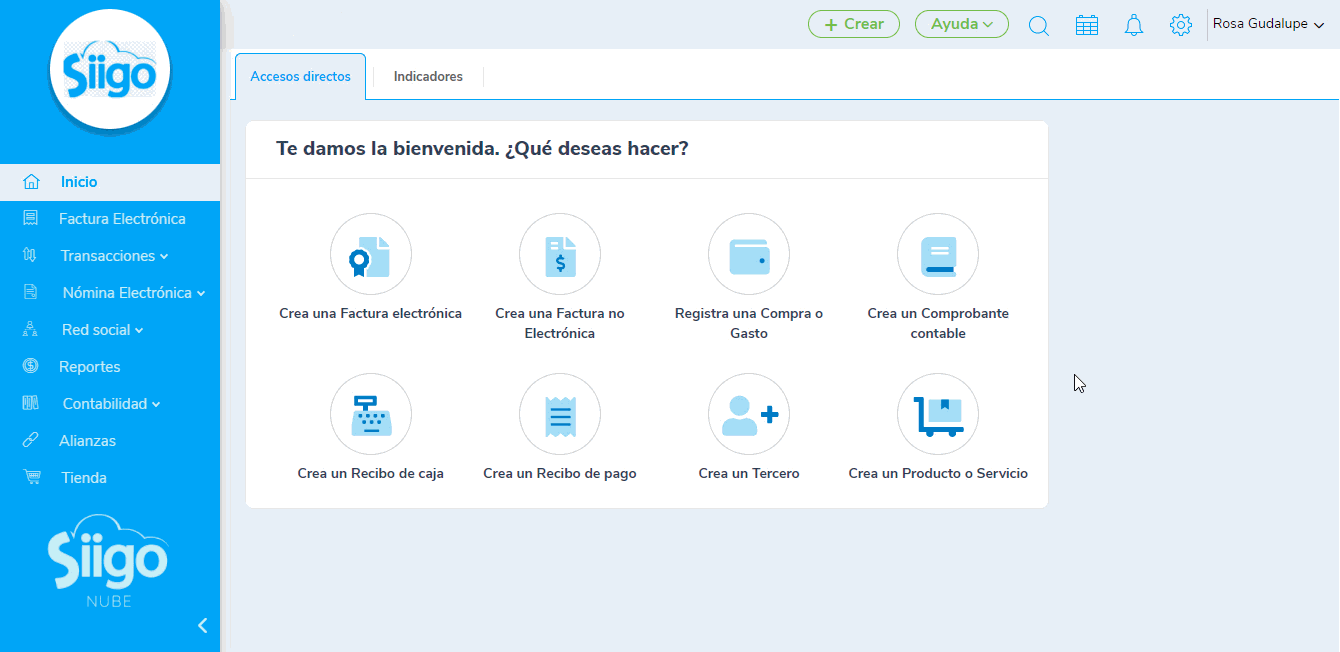 Siigo
+ Crear
Ayuda
Rosa Gudalupe
Accesos directos
Indicadores
Inicio
Factura Electrónica
Transacciones
Nómina Electrónica
Red social
Reportes
Contabilidad
Alianzas
Tienda
Siigo
NUBE
Te damos la bienvenida. ¿Qué deseas hacer?
Crea una Factura electrónica
Crea una Factura no
Electrónica
Registra una Compra o
Gasto
Crea un Comprobante
contable
Crea un Recibo de caja
Crea un Recibo de pago
Crea un Tercero
Crea un Producto o Servicio